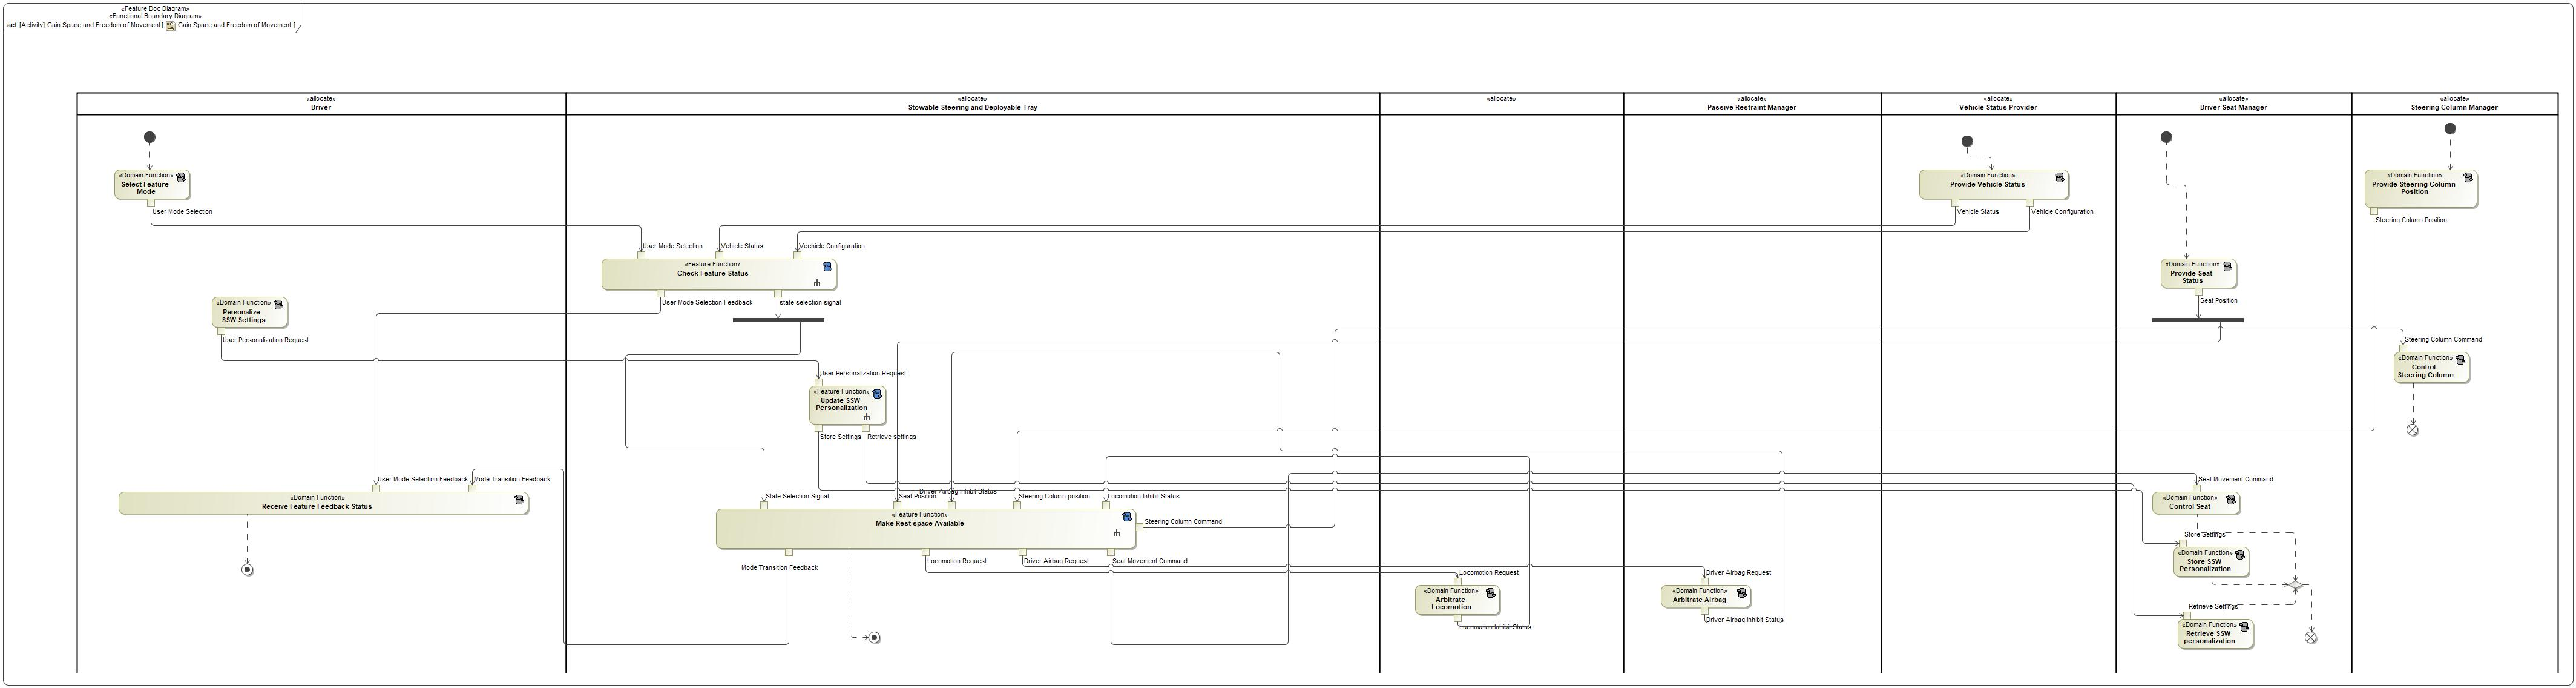 «Feature Doc Diagram»
«Functional Boundary Diagram»
act [Activity] Gain Space and Freedom of Movement [ Gain Space and Freedom of Movement ]
«allocate»
Driver
«allocate»
Stowable Steering and Deployable Tray
«allocate»
«allocate»
Passive Restraint Manager
«allocate»
Vehicle Status Provider
«allocate»
Driver Seat Manager
«allocate»
Steering Column Manager
«Domain Function»
Select Feature
Mode
User Mode Selection
«Domain Function»
Provide Vehicle Status
Vehicle Status
Vehicle Configuration
«Domain Function»
Provide Steering Column
Position
Steering Column Position
User Mode Selection
Vehicle Status
Vechicle Configuration
«Feature Function»
Check Feature Status
User Mode Selection Feedback
state selection signal
«Domain Function»
Provide Seat
Status
Seat Position
«Domain Function»
Personalize
SSW Settings
User Personalization Request
Steering Column Command
«Domain Function»
Control
Steering Column
User Personalization Request
«Feature Function»
Update SSW
Personalization
Store Settings
Retrieve settings
User Mode Selection Feedback
Mode Transition Feedback
«Domain Function»
Receive Feature Feedback Status
State Selection Signal
Seat Position
Driver Airbag Inhibit Status
Steering Column position
Locomotion Inhibit Status
«Feature Function»
Make Rest space Available
Steering Column Command
Mode Transition Feedback
Locomotion Request
Driver Airbag Request
Seat Movement Command
Locomotion Request
«Domain Function»
Arbitrate
Locomotion
Locomotion Inhibit Status
Driver Airbag Request
«Domain Function»
Arbitrate Airbag
Driver Airbag Inhibit Status
Seat Movement Command
«Domain Function»
Control Seat
Store Settings
«Domain Function»
Store SSW
Personalization
Retrieve Settings
«Domain Function»
Retrieve SSW
personalization